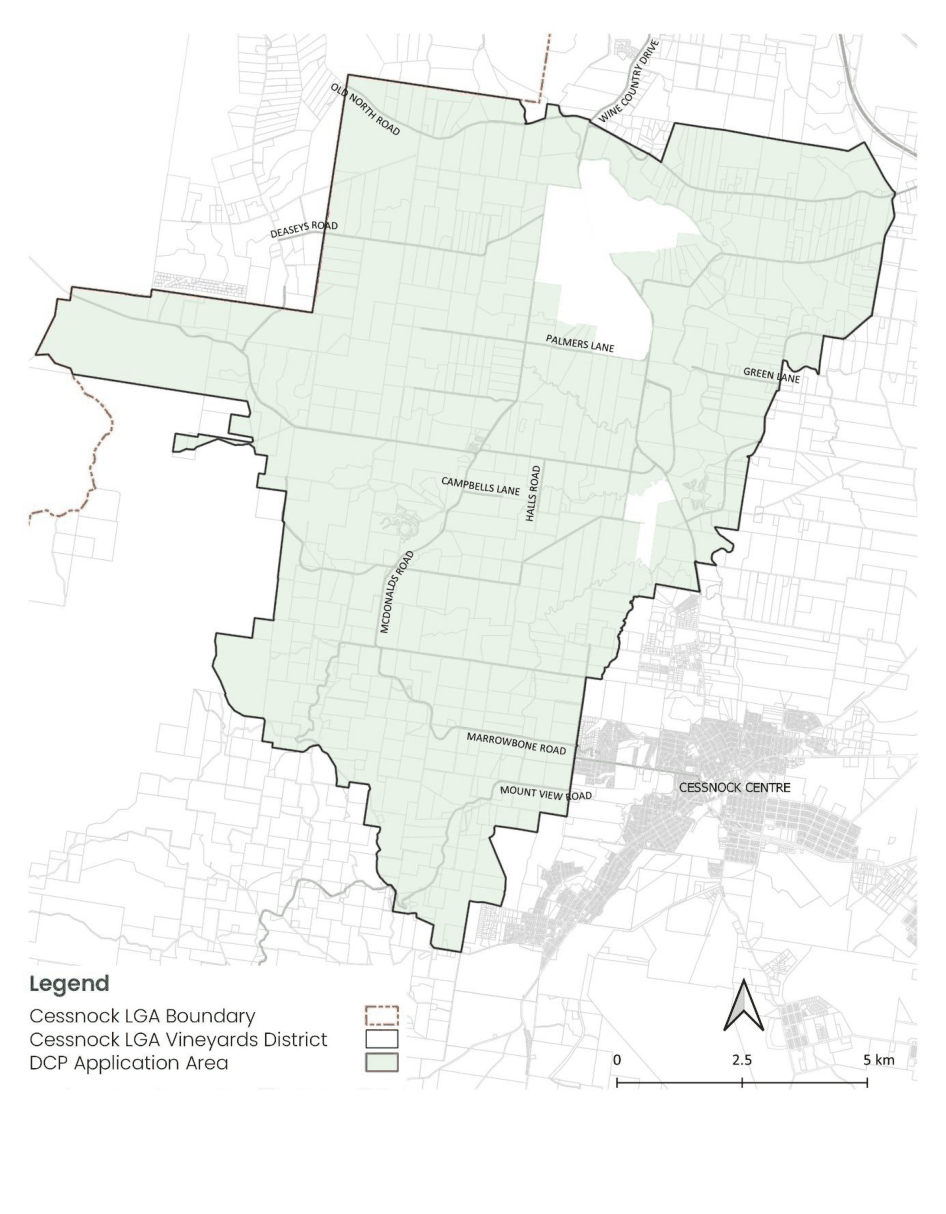 WINE COUNTRY DRIVE
OLD NORTH ROAD
DEASEYS ROAD
PALMERS LANE
GREEN LANE
CAMPBELLS LANE
HALLS ROAD
MCDONALDS ROAD
MARROWBONE ROAD
MOUNT VIEW ROAD
CESSNOCK CENTRE
Legend
Cessnock LGA Boundary
Cessnock LGA Vineyards District
DCP Application Area
0 2.5 5 km